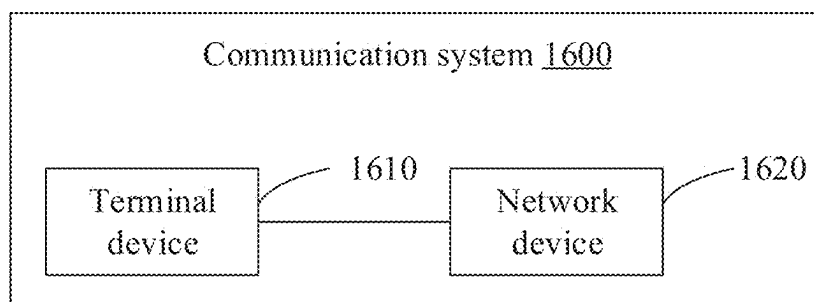 Communication system 1600
1610
1620
Terminal
device
Network
device